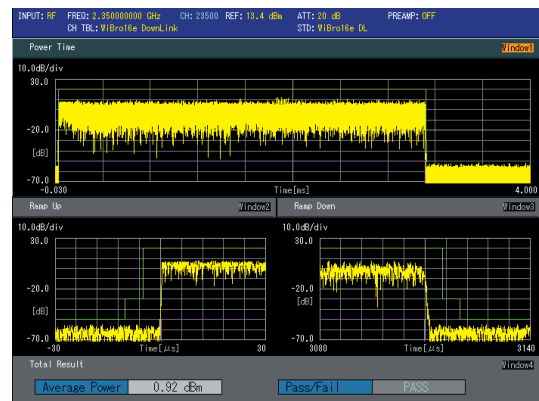 INPUT: RF FREQ: 2.350000000 GHz CH: 23500 REF: 13.4 dBm ATT: 20 dB PREAMP: OFF
CH TBL: WiBro16e DownLink STD: WiBro16e DL
Power Time Window1
10.0dB/div
30.0
-20.0
[dB]
-70.0
-0.030 Time[ms] 4.000
Ramp Up Window2 Ramp Down Window3
10.0dB/div 10.0dB/div
30.0 30.0
-20.0 -20.0
[dB] [dB]
-70.0 -70.0
-30 Time[μs] 30 3080 Time[μs] 3140
Total Result Window4
Average Power 0.92 dBm Pass/Fail PASS